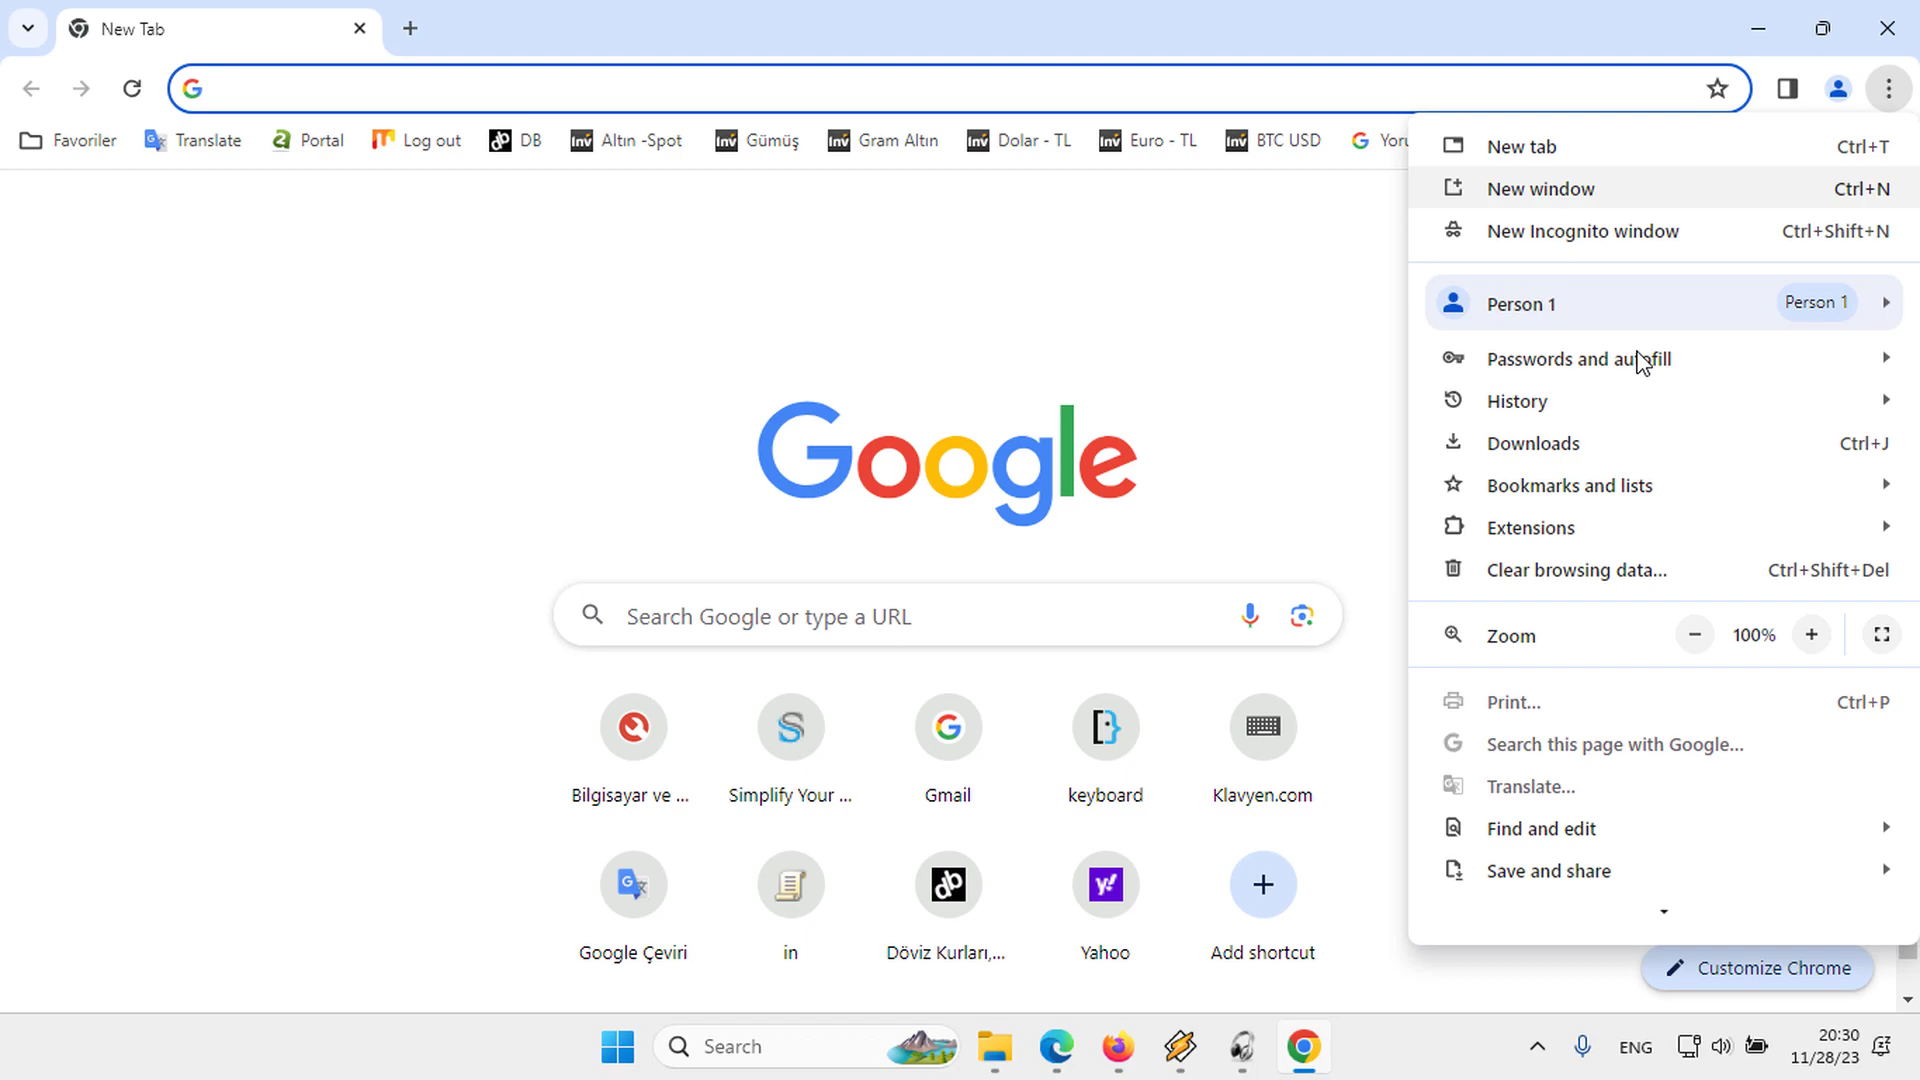 New Tab
Favoriler Translate Portal Log out DB Altın -Spot Gümüş Gram Altın Dolar - TL Euro - TL BTC USD Yoru
New tab Ctrl+T
New window Ctrl+N
New Incognito window Ctrl+Shift+N
Person 1 Person 1
Passwords and autofill
History
Downloads Ctrl+J
Bookmarks and lists
Extensions
Clear browsing data... Ctrl+Shift+Del
Zoom 100%
Print... Ctrl+P
Search this page with Google...
Translate...
Find and edit
Save and share
Google
Search Google or type a URL
Bilgisayar ve ... Simplify Your ... Gmail keyboard Klavyen.com
Google Çeviri in Döviz Kurları,... Yahoo Add shortcut
Customize Chrome
Search
ENG
20:30
11/28/23